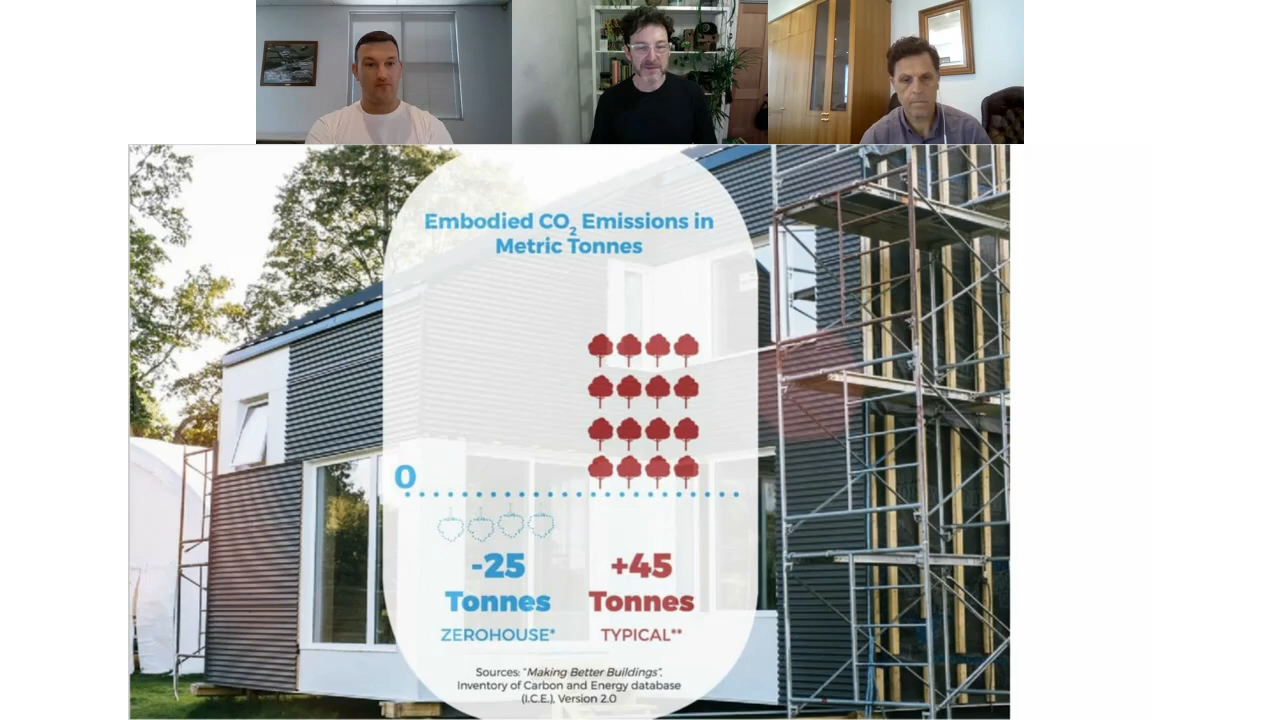 Embodied CO₂ Emissions in
Metric Tonnes
0
-25
Tonnes
ZEROHOUSE*
+45
Tonnes
TYPICAL**
Sources: "Making Better Buildings",
Inventory of Carbon and Energy database
(I.C.E.), Version 2.0